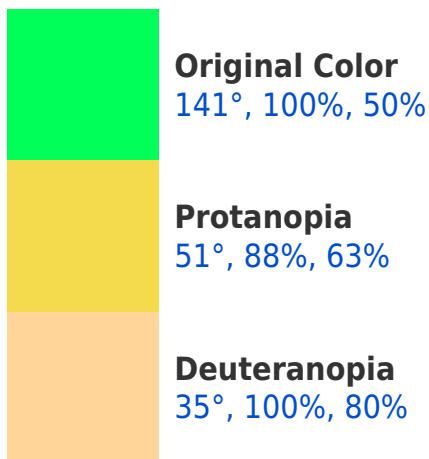 Original Color
141°, 100%, 50%
Protanopia
51°, 88%, 63%
Deuteranopia
35°, 100%, 80%